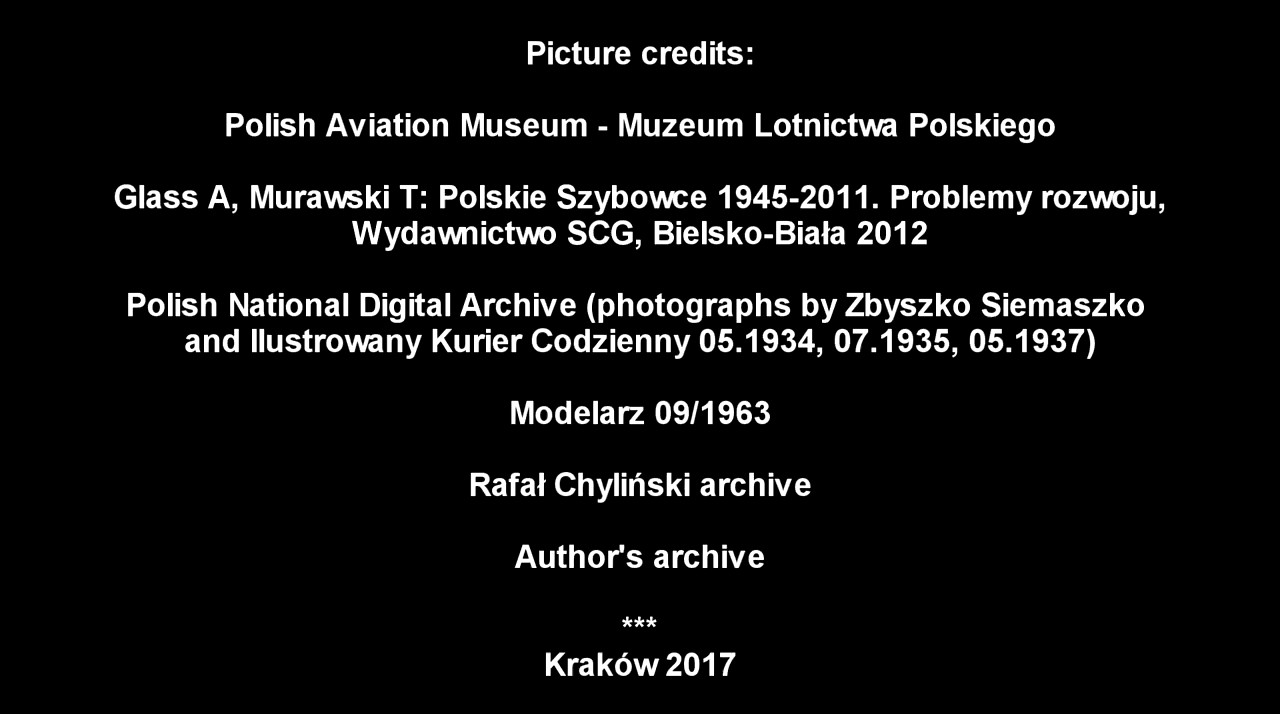 Picture credits:
Polish Aviation Museum - Muzeum Lotnictwa Polskiego
Glass A, Murawski T: Polskie Szybowce 1945-2011. Problemy rozwoju,
Wydawnictwo SCG, Bielsko-Biała 2012
Polish National Digital Archive (photographs by Zbyszko Siemaszko
and Ilustrowany Kurier Codzienny 05.1934, 07.1935, 05.1937)
Modelarz 09/1963
Rafał Chyliński archive
Author's archive
***
Kraków 2017